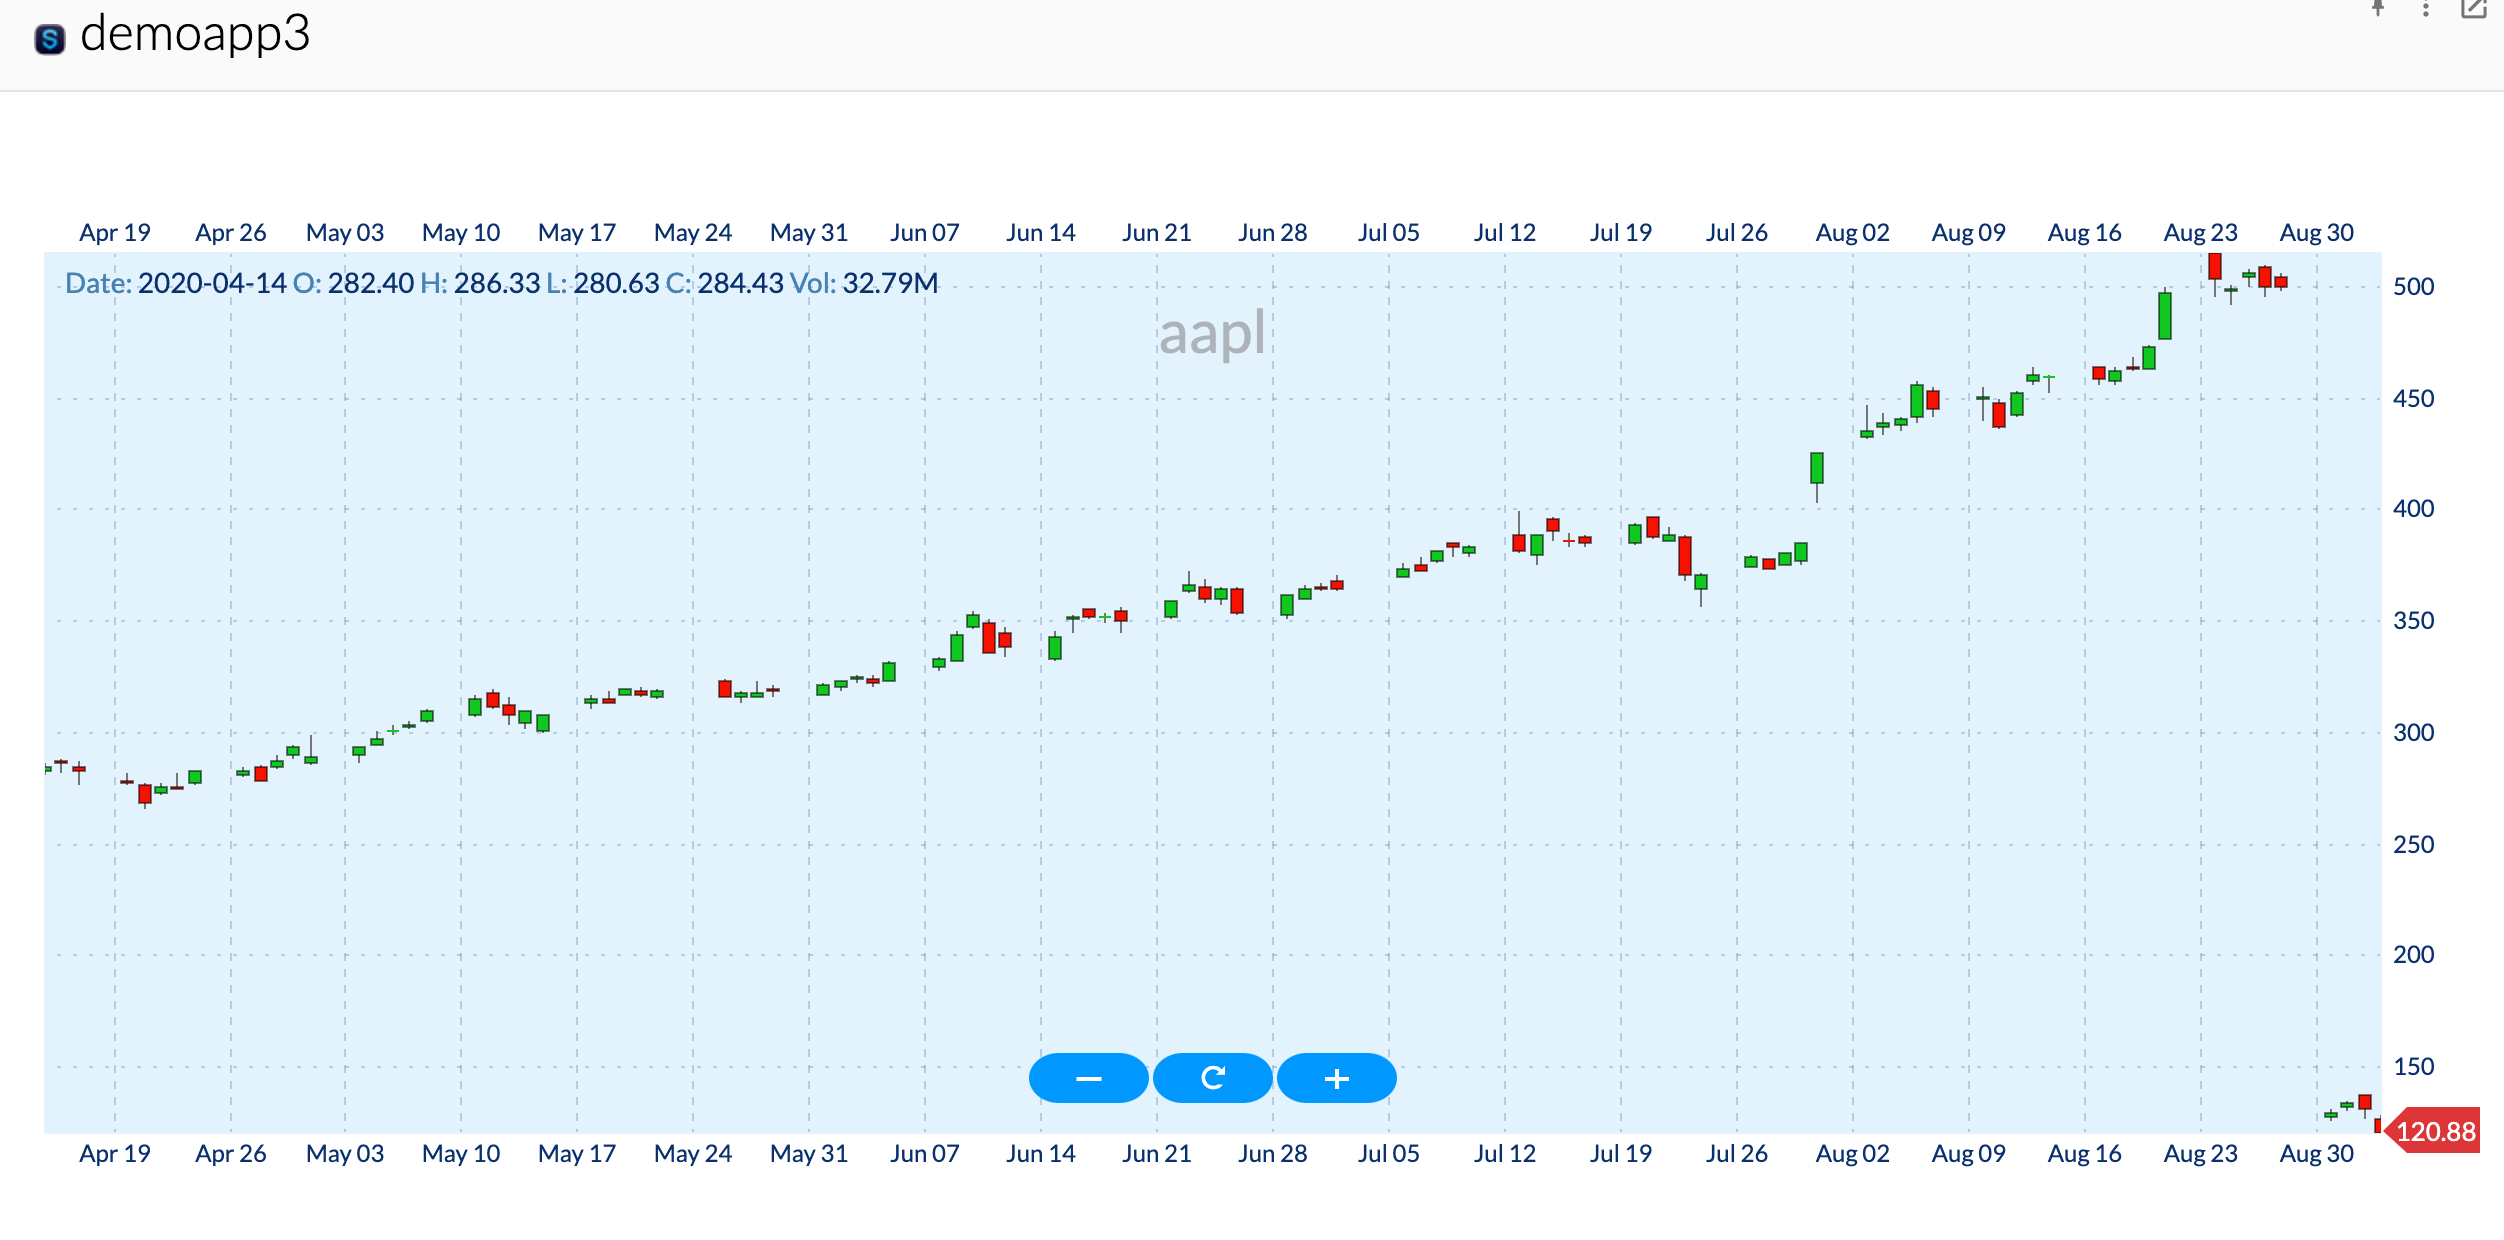 demoapp3
Apr 19 Apr 26 May 03 May 10 May 17 May 24 May 31 Jun 07 Jun 14 Jun 21 Jun 28 Jul 05 Jul 12 Jul 19 Jul 26 Aug 02 Aug 09 Aug 16 Aug 23 Aug 30
Date: 2020-04-14 O: 282.40 H: 286.33 L: 280.63 C: 284.43 Vol: 32.79M
aapl
500
450
400
350
300
250
200
150
120.88
Apr 19 Apr 26 May 03 May 10 May 17 May 24 May 31 Jun 07 Jun 14 Jun 21 Jun 28 Jul 05 Jul 12 Jul 19 Jul 26 Aug 02 Aug 09 Aug 16 Aug 23 Aug 30